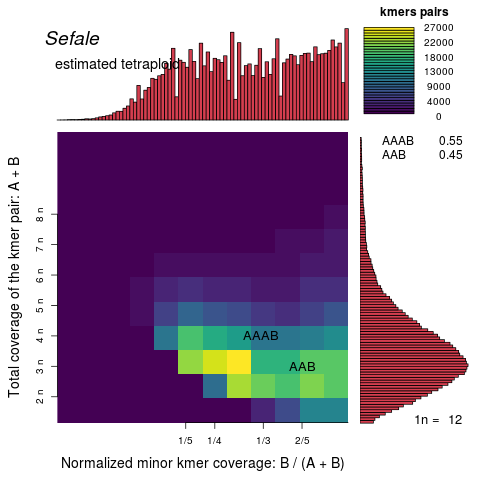 Sefale
estimated tetraploid
kmers pairs
27000
22000
18000
13000
9000
4000
0
AAAB 0.55
AAB 0.45
Total coverage of the kmer pair: A + B
8 n
7 n
6 n
5 n
4 n
3 n
2 n
AAAB
AAB
1n = 12
1/5 1/4 1/3 2/5
Normalized minor kmer coverage: B / (A + B)